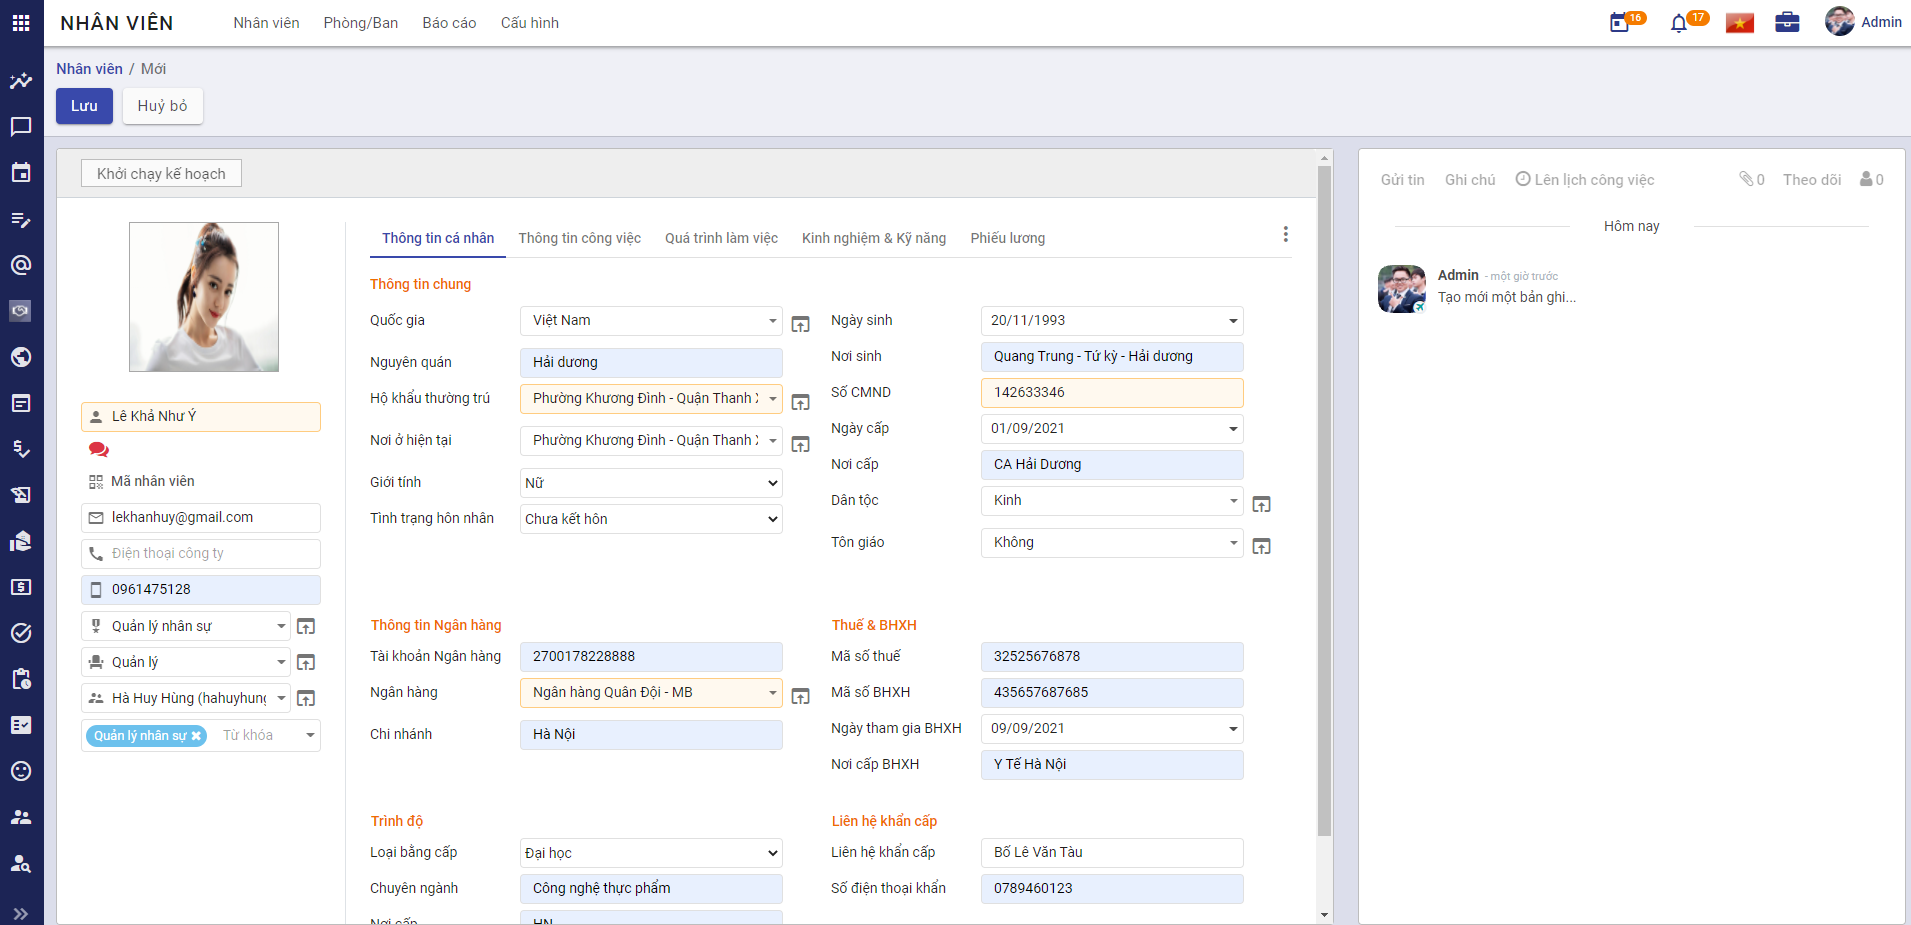 NHÂN VIÊN Nhân viên Phòng/Ban Báo cáo Cấu hình 16 17 Admin
Nhân viên / Mới
Lưu Huỷ bỏ
Khởi chạy kế hoạch
Lê Khả Như Ý
Mã nhân viên
lekhanhuy@gmail.com
Điện thoại công ty
0961475128
Quản lý nhân sự
Quản lý
Hà Huy Hùng (hahuyhung
Quản lý nhân sự Từ khóa
Thông tin cá nhân Thông tin công việc Quá trình làm việc Kinh nghiệm & Kỹ năng Phiếu lương
Thông tin chung
Quốc gia Việt Nam
Nguyên quán Hải dương
Hộ khẩu thường trú Phường Khương Đình - Quận Thanh
Nơi ở hiện tại Phường Khương Đình - Quận Thanh
Giới tính Nữ
Tình trạng hôn nhân Chưa kết hôn
Ngày sinh 20/11/1993
Nơi sinh Quang Trung - Tứ kỳ - Hải dương
Số CMND 142633346
Ngày cấp 01/09/2021
Nơi cấp CA Hải Dương
Dân tộc Kinh
Tôn giáo Không
Thông tin Ngân hàng
Tài khoản Ngân hàng 2700178228888
Ngân hàng Ngân hàng Quân Đội - MB
Chi nhánh Hà Nội
Thuế & BHXH
Mã số thuế 32525676878
Mã số BHXH 435657687685
Ngày tham gia BHXH 09/09/2021
Nơi cấp BHXH Y Tế Hà Nội
Trình độ
Loại bằng cấp Đại học
Chuyên ngành Công nghệ thực phẩm
Nơi cấp HN
Liên hệ khẩn cấp
Liên hệ khẩn cấp Bố Lê Văn Tàu
Số điện thoại khẩn 0789460123
Gửi tin Ghi chú Lên lịch công việc 0 Theo dõi 0
Hôm nay
Admin - một giờ trước
Tạo mới một bản ghi...